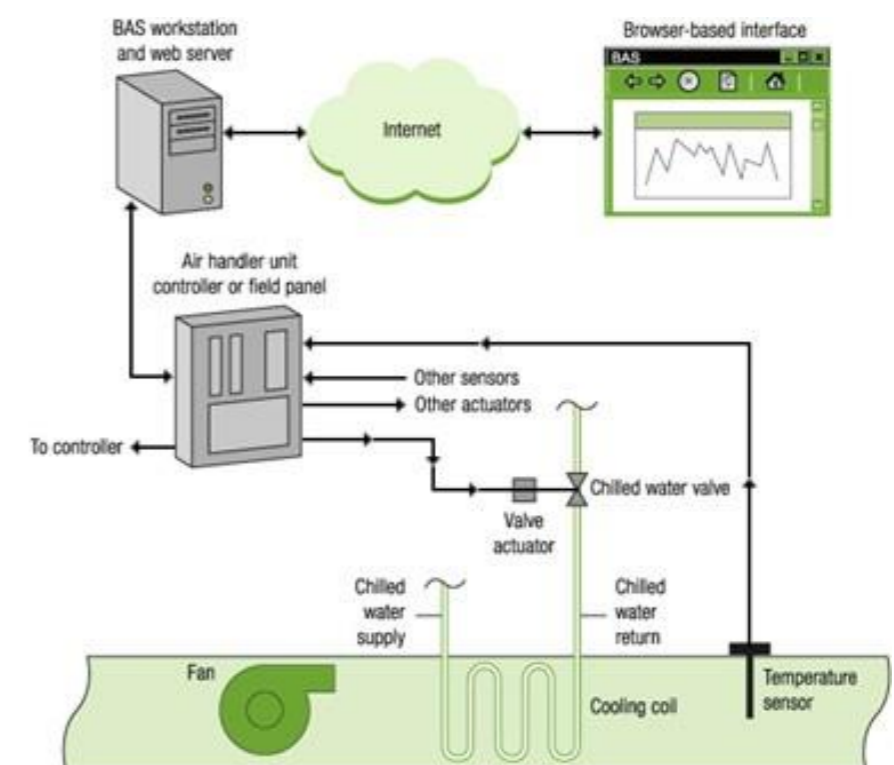 BAS workstation
and web server
Browser-based interface
BAS
Internet
Air handler unit
controller or field panel
Other sensors
Other actuators
To controller
Chilled water valve
Valve
actuator
Chilled
water
supply
Chilled
water
return
Fan
Cooling coil
Temperature
sensor